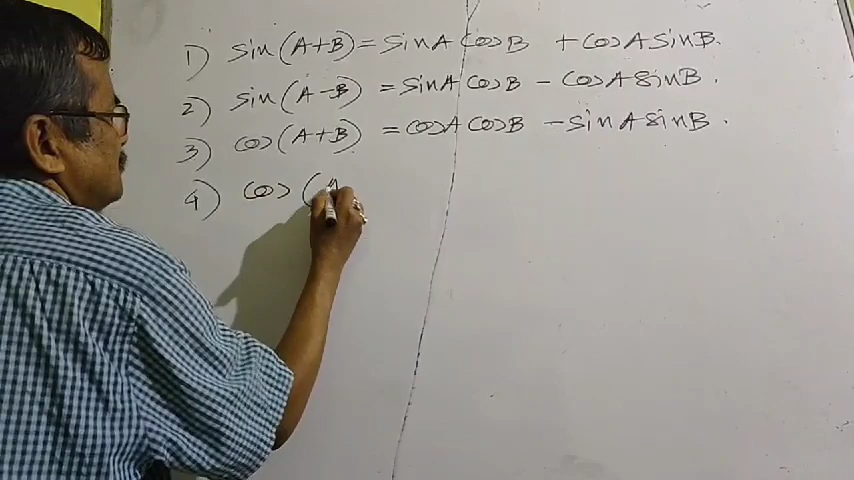 1) sin(A+B)=sinA cosB +cosA sinB.
2) sin(A-B) =sinA cosB - cosA sinB.
3) cos(A+B) =cosA cosB -sinA sinB.
4) cos (A